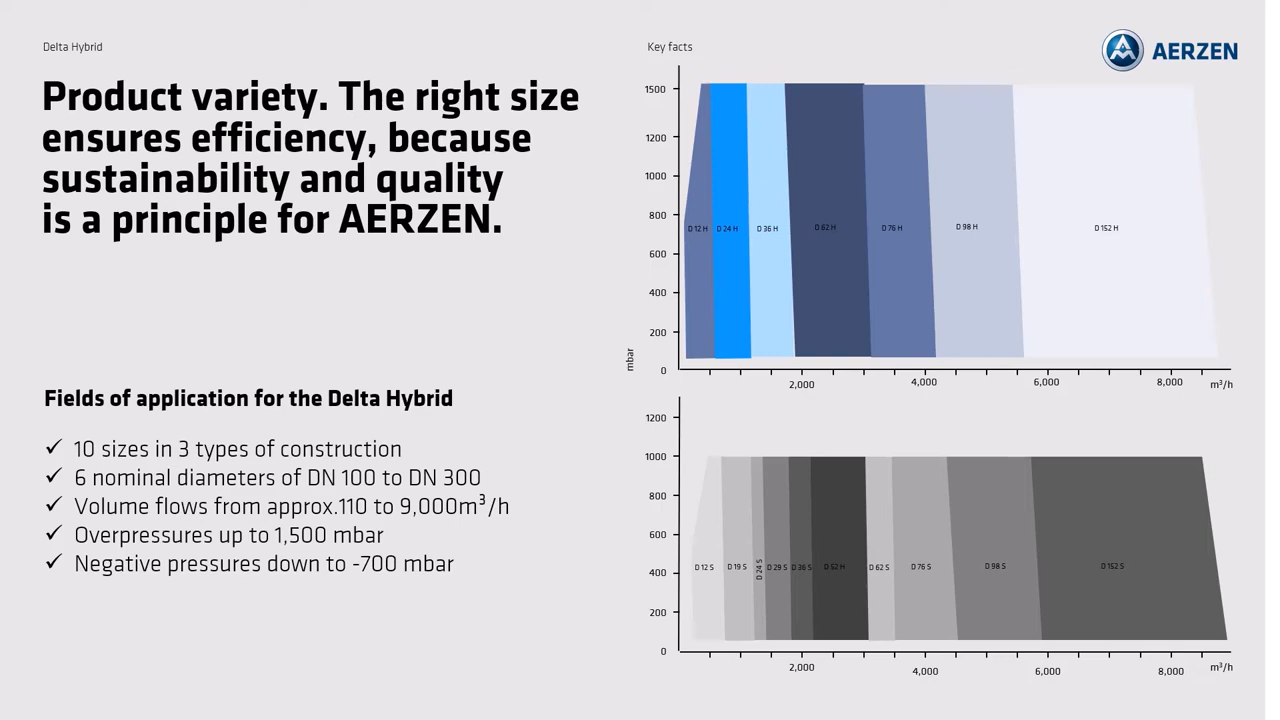 Delta Hybrid
Product variety. The right size
ensures efficiency, because
sustainability and quality
is a principle for AERZEN.
Fields of application for the Delta Hybrid
✓ 10 sizes in 3 types of construction
✓ 6 nominal diameters of DN 100 to DN 300
✓ Volume flows from approx.110 to 9,000m³/h
✓ Overpressures up to 1,500 mbar
✓ Negative pressures down to -700 mbar
Key facts
AERZEN
1500
1200
1000
800
600
400
200
0
mbar
D 12 H D 24 H D 36 H D 62 H D 76 H D 98 H D 152 H
2,000 4,000 6,000 8,000 m³/h
1200
1000
800
600
400
200
0
D 12 S D 19 S D 24 S D 29 S D 36 S D 52 H D 62 S D 76 S D 98 S D 152 S
2,000 4,000 6,000 8,000 m³/h